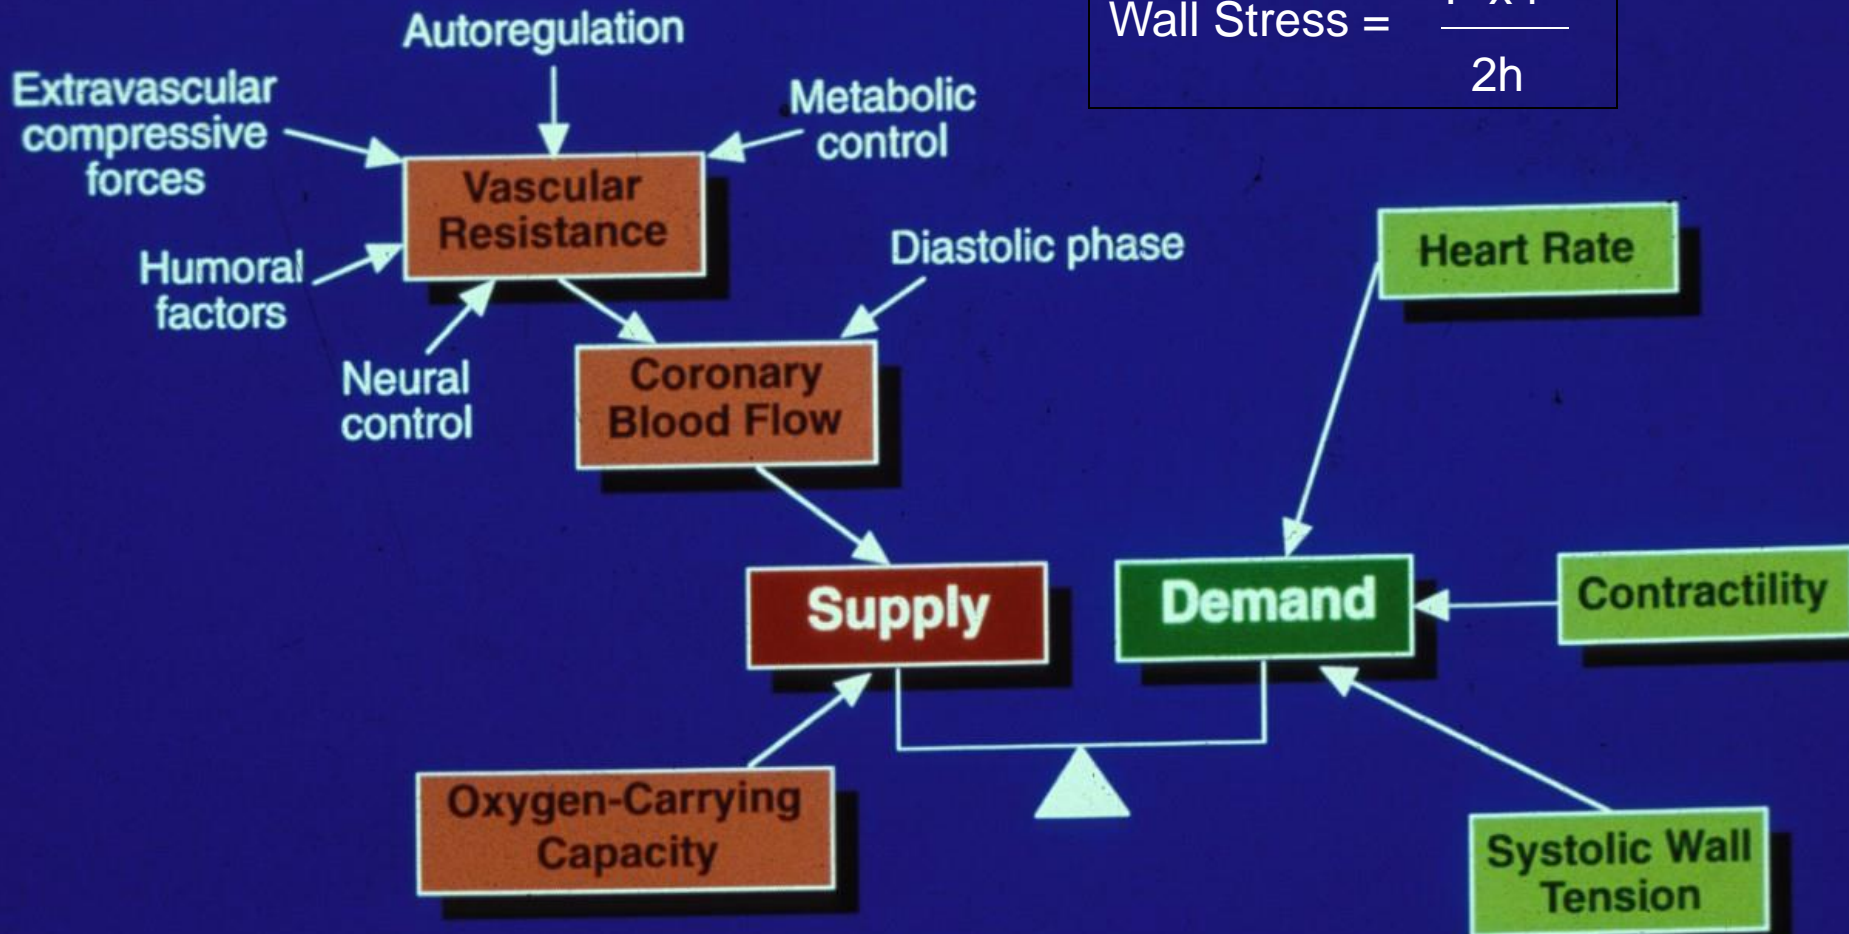 Wall Stress =
2h
Autoregulation
Extravascular
compressive
forces
Metabolic
control
Vascular
Resistance
Humoral
factors
Neural
control
Diastolic phase
Coronary
Blood Flow
Heart Rate
Supply
Demand
Contractility
Oxygen-Carrying
Capacity
Systolic Wall
Tension